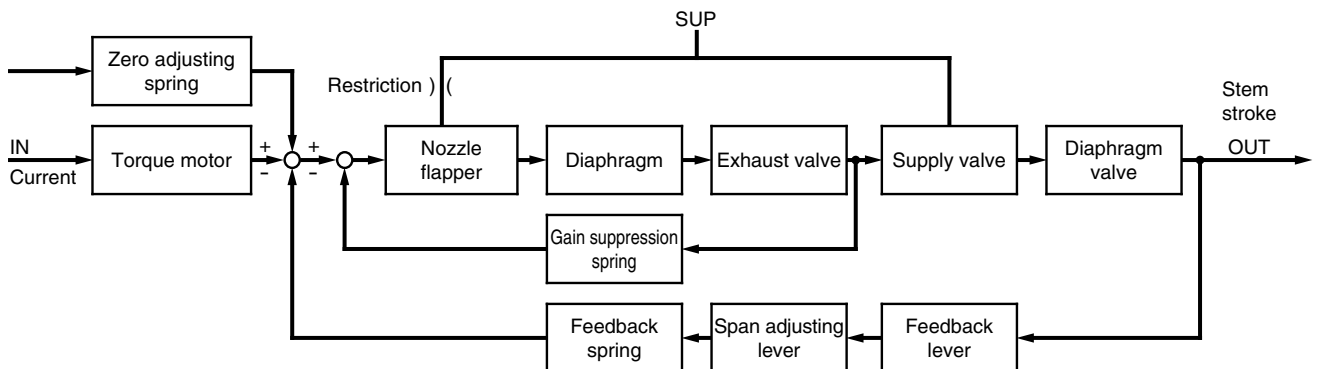 SUP
Zero adjusting
spring
Restriction ) (
Stem
stroke
IN
Current
Torque motor
+
-
+
-
Nozzle
flapper
Diaphragm
Exhaust valve
Supply valve
Diaphragm
valve
OUT
Gain suppression
spring
Feedback
spring
Span adjusting
lever
Feedback
lever